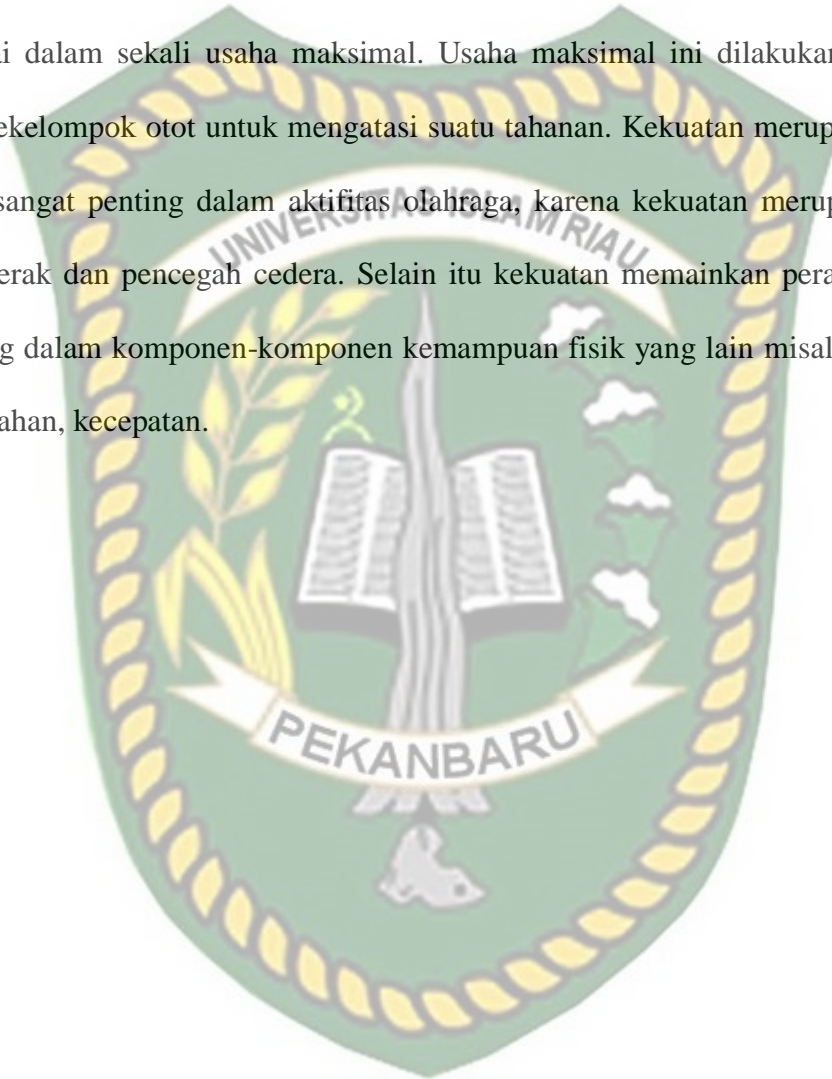 ai dalam sekali usaha maksimal. Usaha maksimal ini dilakukan
ekelompok otot untuk mengatasi suatu tahanan. Kekuatan merup
sangat penting dalam aktifitas olahraga, karena kekuatan merup
erak dan pencegah cedera. Selain itu kekuatan memainkan pera
g dalam komponen-komponen kemampuan fisik yang lain misal
ahan, kecepatan.
UNIVERSITAS ISLAM RIAU
PEKANBARU